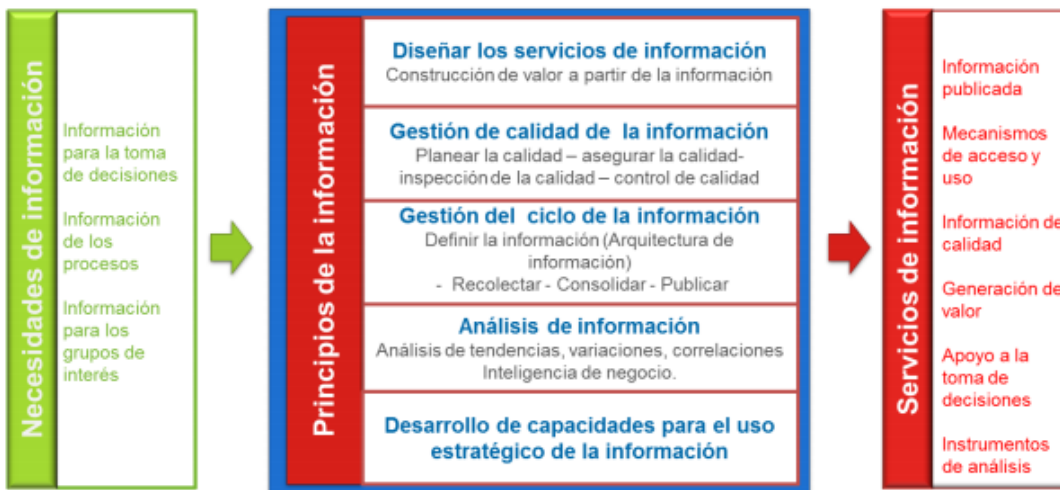 Necesidades de información
Información
para la toma
de decisiones
Información
de los
procesos
Información
para los
grupos de
interés
Principios de la información
Diseñar los servicios de información
Construcción de valor a partir de la información
Gestión de calidad de la información
Planear la calidad – asegurar la calidad-
inspección de la calidad – control de calidad
Gestión del ciclo de la información
Definir la información (Arquitectura de
información)
- Recolectar - Consolidar - Publicar
Análisis de información
Análisis de tendencias, variaciones, correlaciones
Inteligencia de negocio.
Desarrollo de capacidades para el uso
estratégico de la información
Servicios de información
Información
publicada
Mecanismos
de acceso y
uso
Información de
calidad
Generación de
valor
Apoyo a la
toma de
decisiones
Instrumentos
de análisis